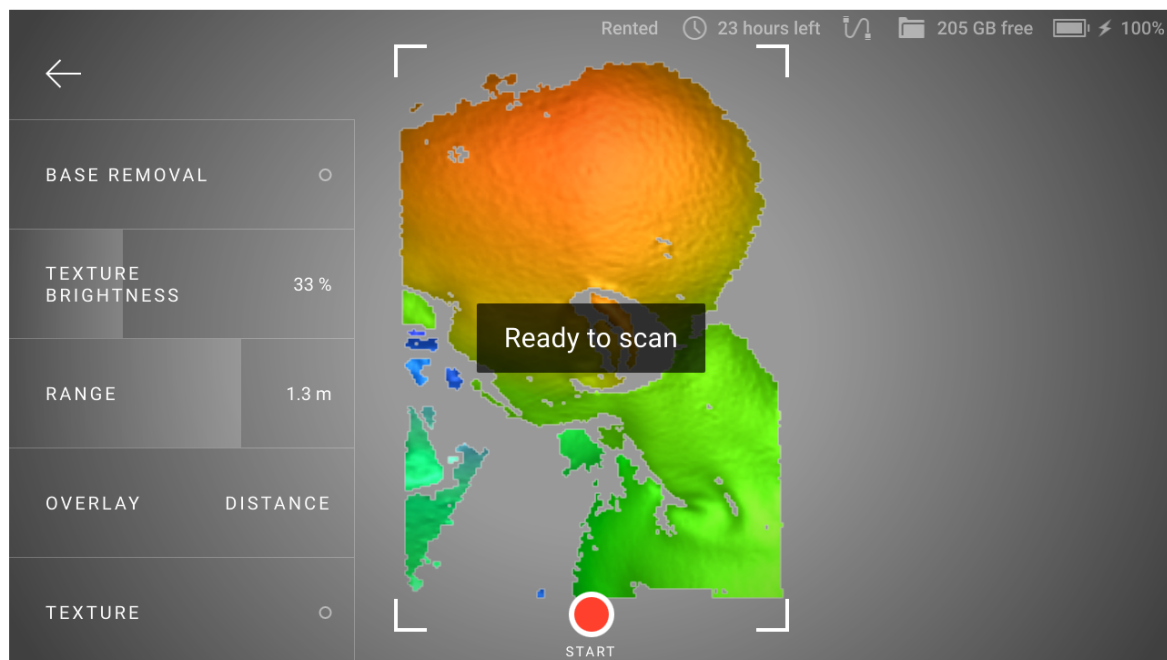 Rented 23 hours left 205 GB free 100%
BASE REMOVAL
TEXTURE
BRIGHTNESS 33 %
Ready to scan
RANGE 1.3 m
OVERLAY DISTANCE
TEXTURE
START